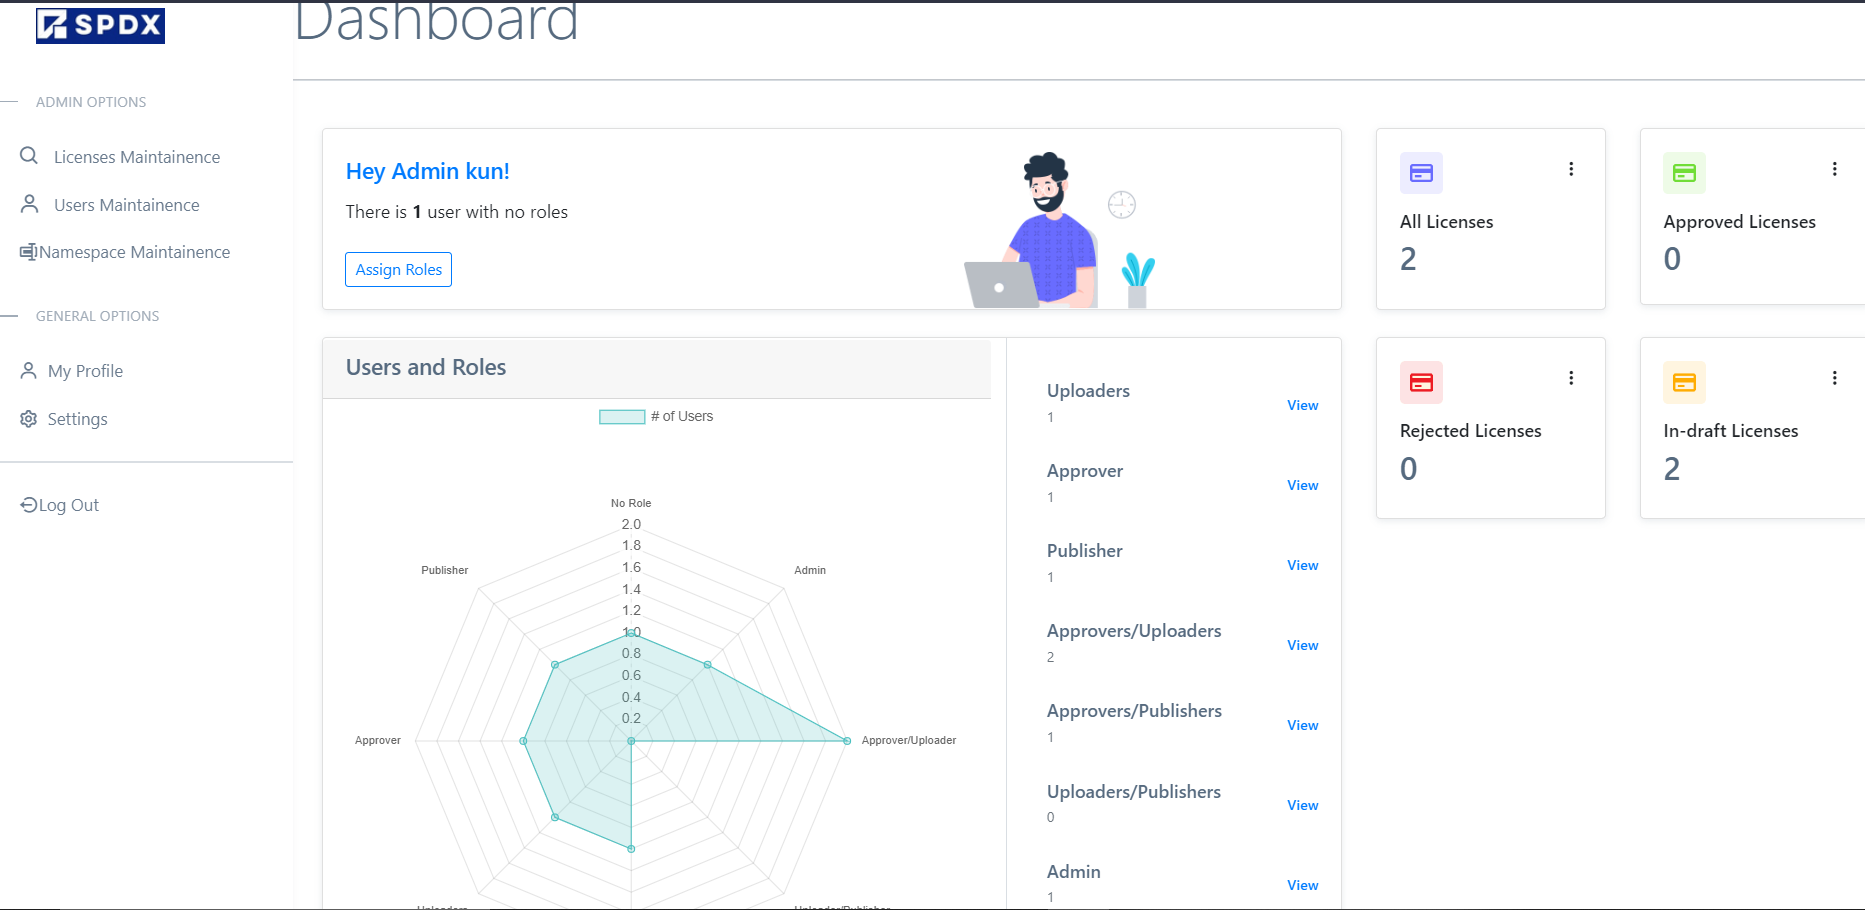 SPDX
Dashboard
ADMIN OPTIONS
Licenses Maintainence
Users Maintainence
Namespace Maintainence
GENERAL OPTIONS
My Profile
Settings
Log Out
Hey Admin kun!
There is 1 user with no roles
Assign Roles
All Licenses
2
Approved Licenses
0
Rejected Licenses
0
In-draft Licenses
2
Users and Roles
# of Users
No Role
2.0
1.8
1.6
1.4
1.2
1.0
0.8
0.6
0.4
0.2
Publisher
Admin
Approver
Approver/Uploader
Uploaders
Uploader/Publisher
Uploaders
1
View
Approver
1
View
Publisher
1
View
Approvers/Uploaders
2
View
Approvers/Publishers
1
View
Uploaders/Publishers
0
View
Admin
1
View